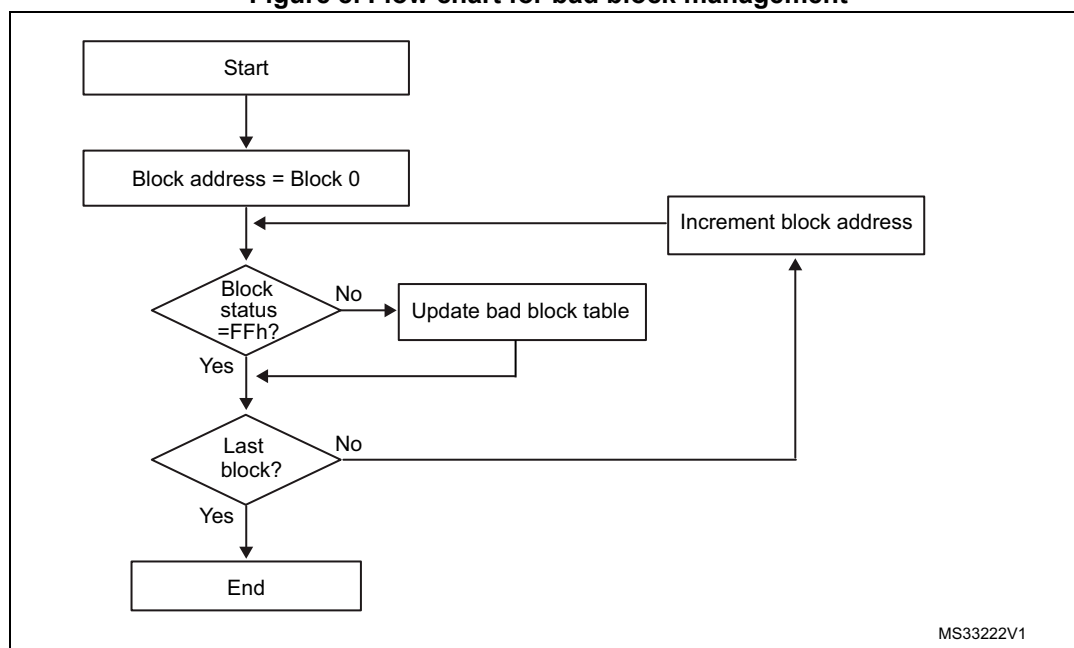 Figure Flow chart for bad block management
Start
Block address = Block 0
Increment block address
Block
status
=FFh?
No
Update bad block table
Yes
Last
block?
No
Yes
End
MS33222V1